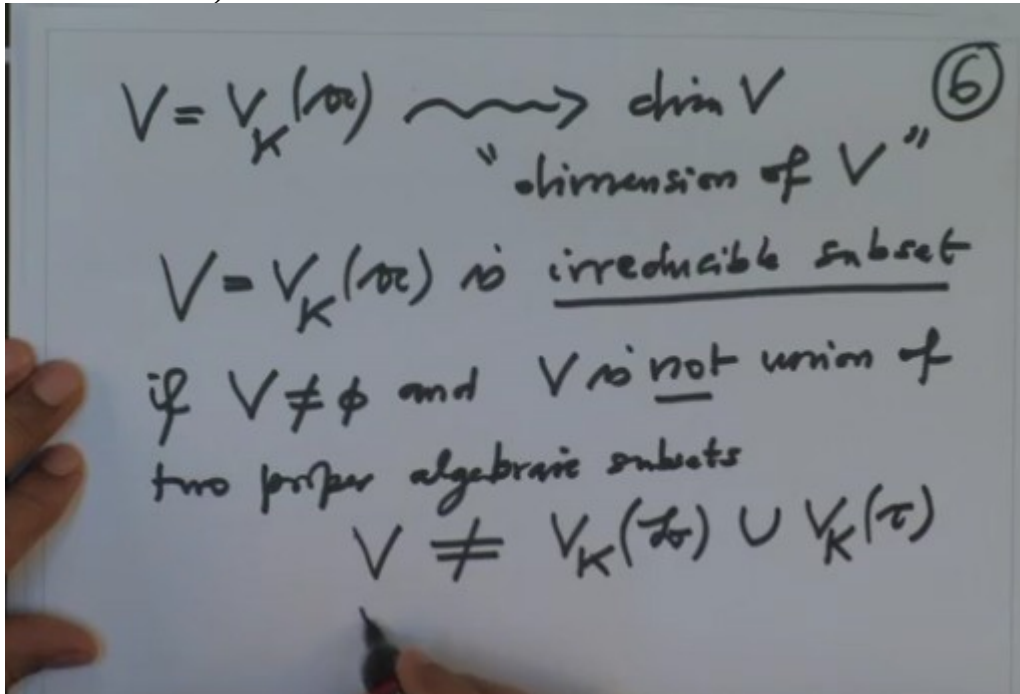 V = V_K(𝔞) ⟿ dim V ⑥
"dimension of V"
V = V_K(𝔞) is irreducible subset
if V ≠ ϕ and V is not union of
two proper algebraic subsets
V ≠ V_K(𝔟) ∪ V_K(τ)